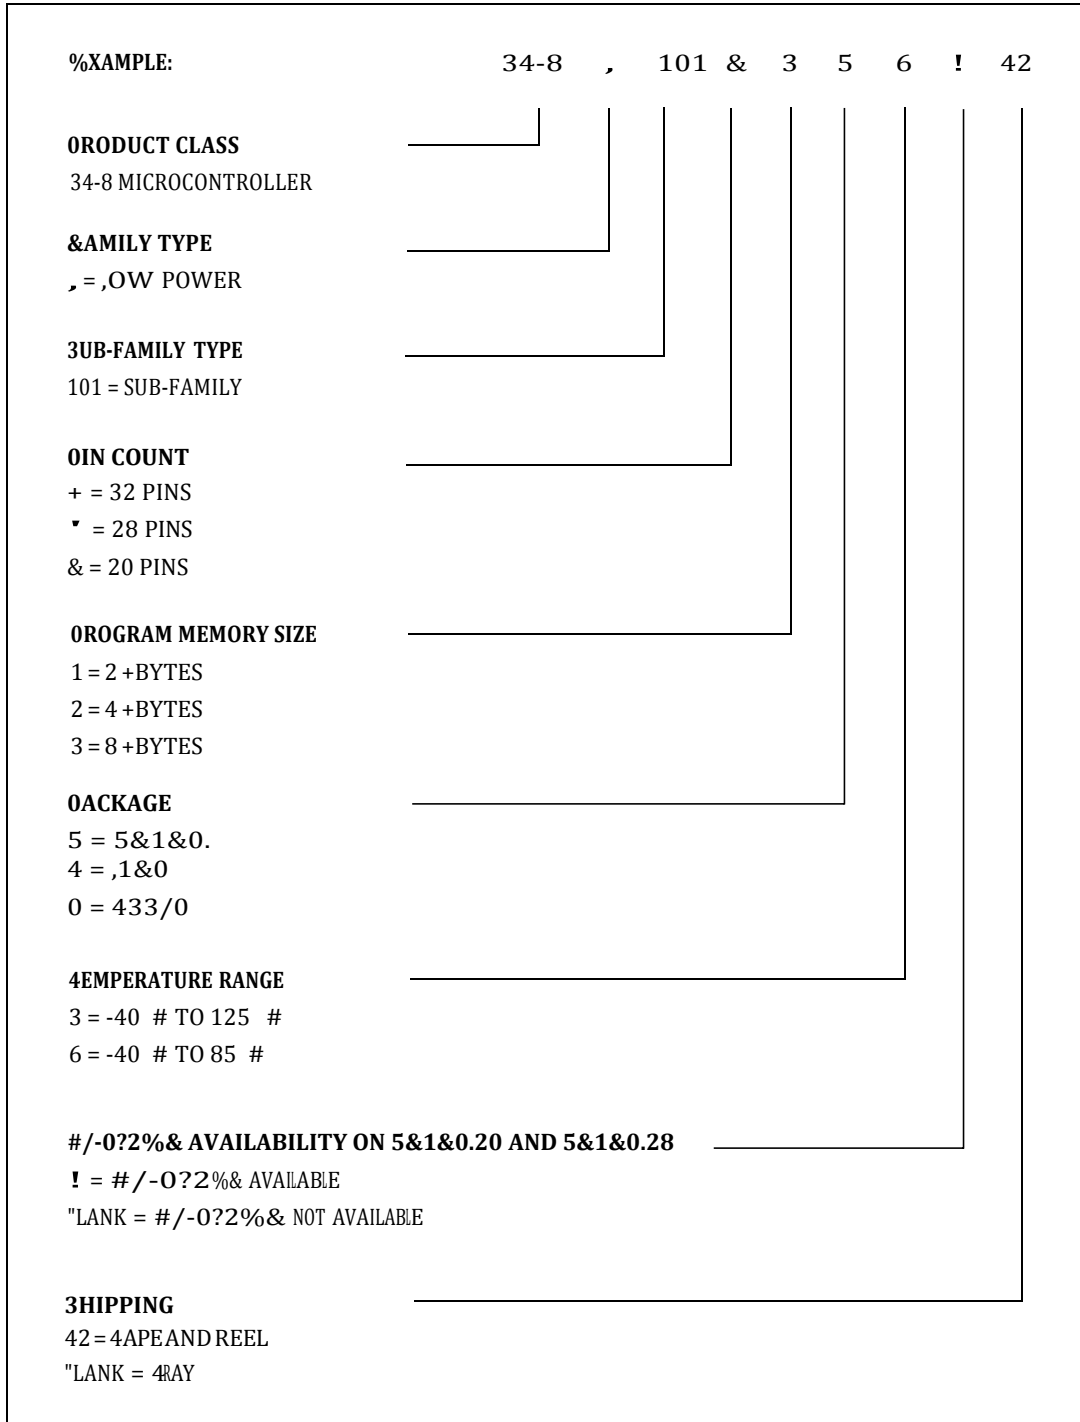 %XAMPLE: 34-8 , 101 & 3 5 6 ! 42
0RODUCT CLASS
34-8 MICROCONTROLLER
&AMILY TYPE
, = ,OW POWER
3UB-FAMILY TYPE
101 = SUB-FAMILY
0IN COUNT
+ = 32 PINS
' = 28 PINS
& = 20 PINS
0ROGRAM MEMORY SIZE
1 = 2 +BYTES
2 = 4 +BYTES
3 = 8 +BYTES
0ACKAGE
5 = 5&1&0.
4 = ,1&0
0 = 433/0
4EMPERATURE RANGE
3 = -40 # TO 125 #
6 = -40 # TO 85 #
#/-0?2%& AVAILABILITY ON 5&1&0.20 AND 5&1&0.28
! = #/-0?2%& AVAILABLE
"LANK = #/-0?2%& NOT AVAILABLE
3HIPPING
42 = 4APE AND REEL
"LANK = 4RAY